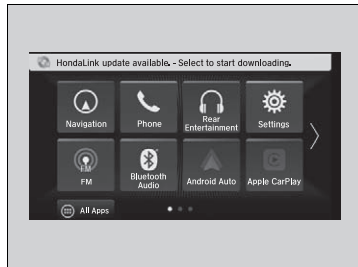 HondaLink update available. - Select to start downloading.
Navigation
Phone
Rear
Entertainment
Settings
FM
FM
Bluetooth
Audio
Android Auto
Apple CarPlay
All Apps